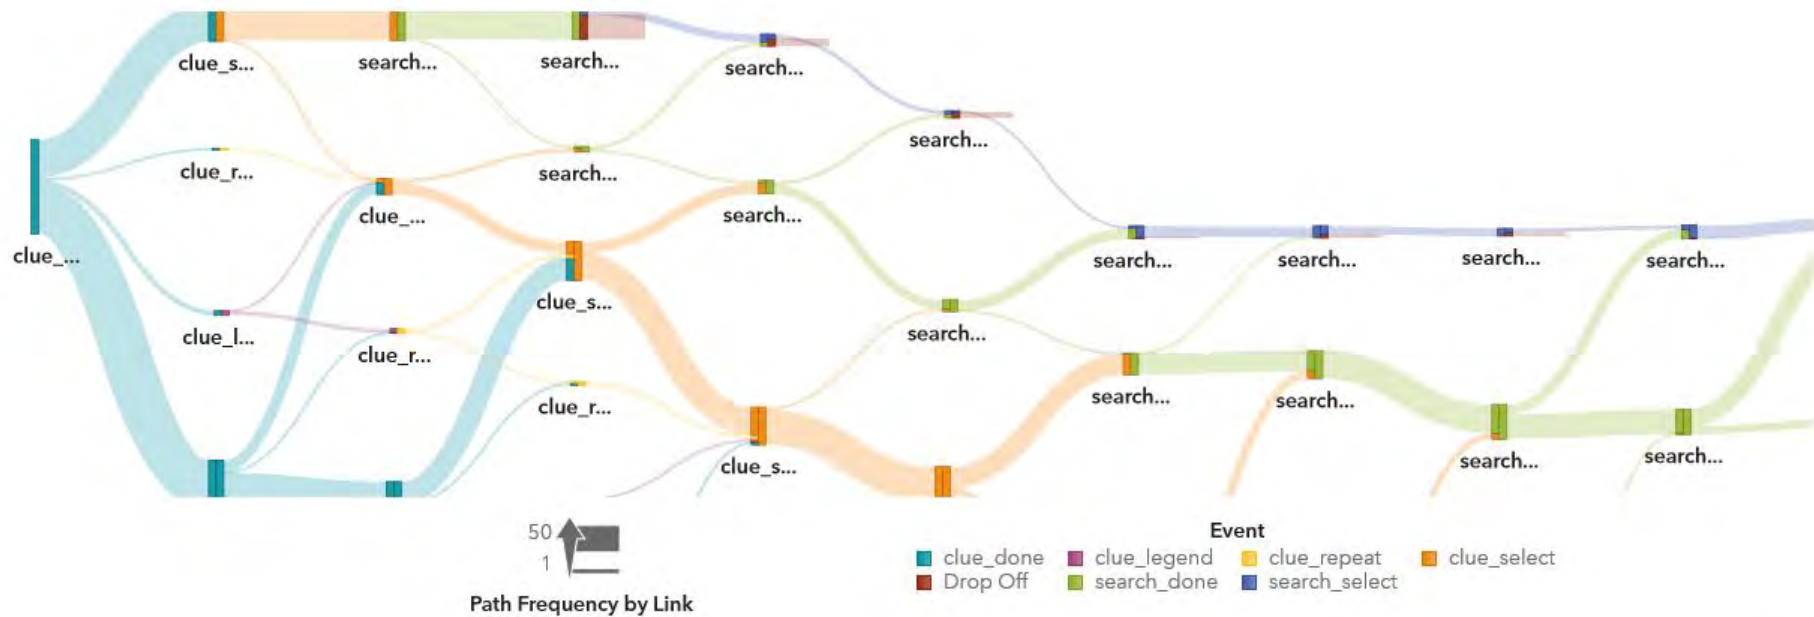 clue_s...
search...
search...
search...
search...
clue_r...
search...
clue_...
search...
clue_...
search...
search...
search...
search...
clue_s...
search...
clue_l...
clue_r...
search...
search...
clue_r...
clue_s...
search...
search...
50
1
Path Frequency by Link
Event
clue_done clue_legend clue_repeat clue_select
Drop Off search_done search_select